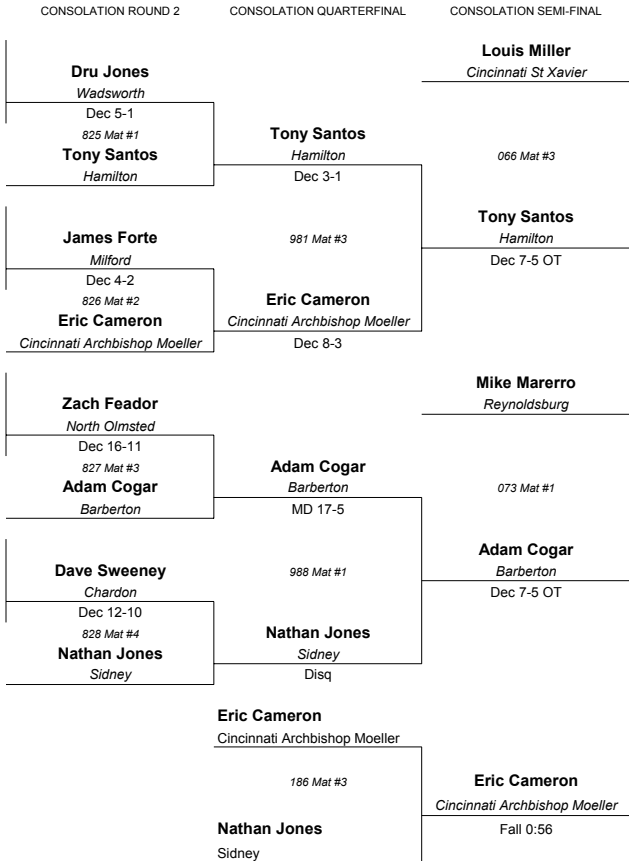 CONSOLATION ROUND 2
CONSOLATION QUARTERFINAL
CONSOLATION SEMI-FINAL
Dru Jones
Wadsworth
Dec 5-1
825 Mat #1
Tony Santos
Hamilton
James Forte
Milford
Dec 4-2
826 Mat #2
Eric Cameron
Cincinnati Archbishop Moeller
Zach Feador
North Olmsted
Dec 16-11
827 Mat #3
Adam Cogar
Barberton
Dave Sweeney
Chardon
Dec 12-10
828 Mat #4
Nathan Jones
Sidney
Tony Santos
Hamilton
Dec 3-1
981 Mat #3
Eric Cameron
Cincinnati Archbishop Moeller
Dec 8-3
Adam Cogar
Barberton
MD 17-5
988 Mat #1
Nathan Jones
Sidney
Disq
Louis Miller
Cincinnati St Xavier
066 Mat #3
Tony Santos
Hamilton
Dec 7-5 OT
Mike Marerro
Reynoldsburg
073 Mat #1
Adam Cogar
Barberton
Dec 7-5 OT
Eric Cameron
Cincinnati Archbishop Moeller
186 Mat #3
Nathan Jones
Sidney
Eric Cameron
Cincinnati Archbishop Moeller
Fall 0:56